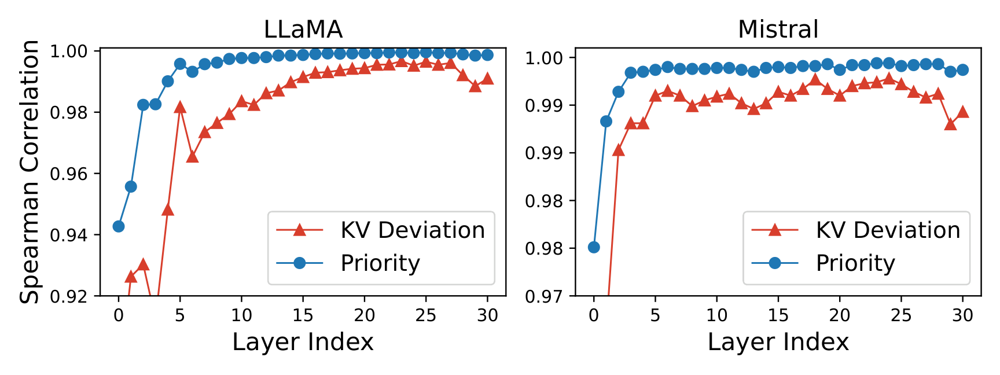 LLaMA
Spearman Correlation
1.00
0.98
0.96
0.94
0.92
0 5 10 15 20 25 30
Layer Index
KV Deviation
Priority
Mistral
1.00
0.99
0.99
0.98
0.98
0.97
0 5 10 15 20 25 30
Layer Index
KV Deviation
Priority